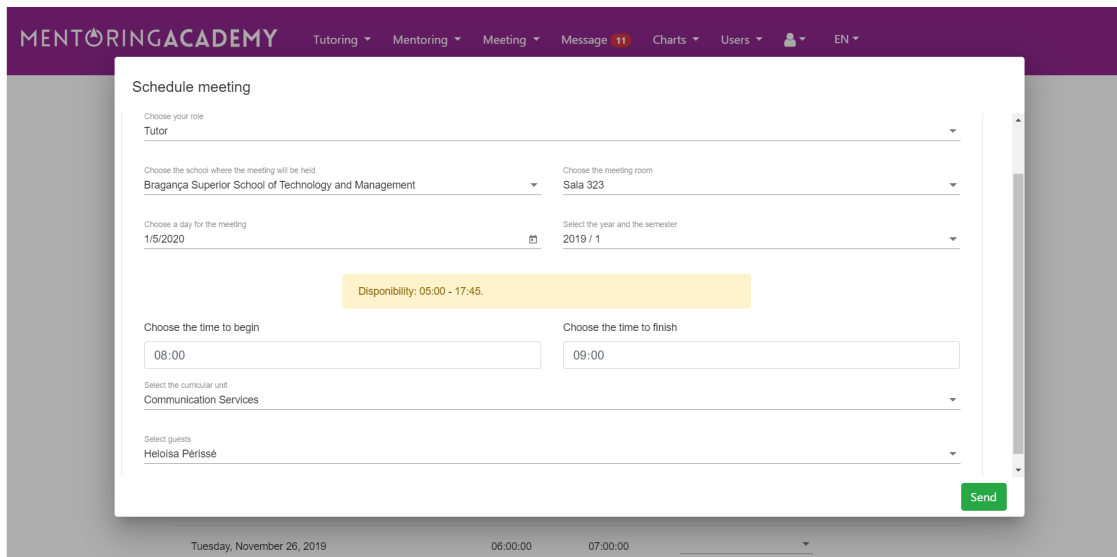 MENTORINGACADEMY Tutoring Mentoring Meeting Message 11 Charts Users EN
Schedule meeting
Choose your role
Tutor
Choose the school where the meeting will be held Choose the meeting room
Bragança Superior School of Technology and Management Sala 323
Choose a day for the meeting Select the year and the semester
1/5/2020 2019 / 1
Disponibility: 05:00 - 17:45.
Choose the time to begin Choose the time to finish
08:00 09:00
Select the curricular unit
Communication Services
Select guests
Heloísa Périssé
Send
Tuesday, November 26, 2019 06:00:00 07:00:00